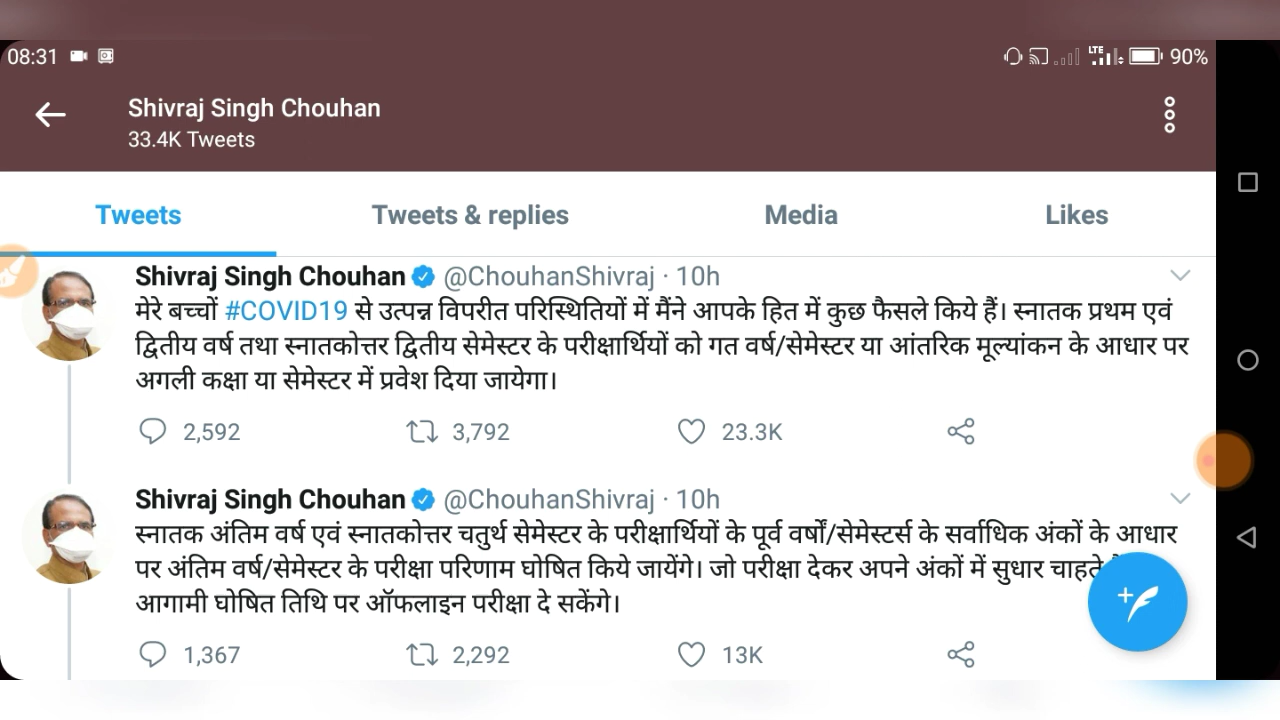 08:31
LTE 90%
Shivraj Singh Chouhan
33.4K Tweets
Tweets Tweets & replies Media Likes
Shivraj Singh Chouhan @ChouhanShivraj · 10h
मेरे बच्चों #COVID19 से उत्पन्न विपरीत परिस्थितियों में मैंने आपके हित में कुछ फैसले किये हैं। स्नातक प्रथम एवं
द्वितीय वर्ष तथा स्नातकोत्तर द्वितीय सेमेस्टर के परीक्षार्थियों को गत वर्ष/सेमेस्टर या आंतरिक मूल्यांकन के आधार पर
अगली कक्षा या सेमेस्टर में प्रवेश दिया जायेगा।
2,592 3,792 23.3K
Shivraj Singh Chouhan @ChouhanShivraj · 10h
स्नातक अंतिम वर्ष एवं स्नातकोत्तर चतुर्थ सेमेस्टर के परीक्षार्थियों के पूर्व वर्षों/सेमेस्टर्स के सर्वाधिक अंकों के आधार
पर अंतिम वर्ष/सेमेस्टर के परीक्षा परिणाम घोषित किये जायेंगे। जो परीक्षा देकर अपने अंकों में सुधार चाहते
आगामी घोषित तिथि पर ऑफलाइन परीक्षा दे सकेंगे।
1,367 2,292 13K